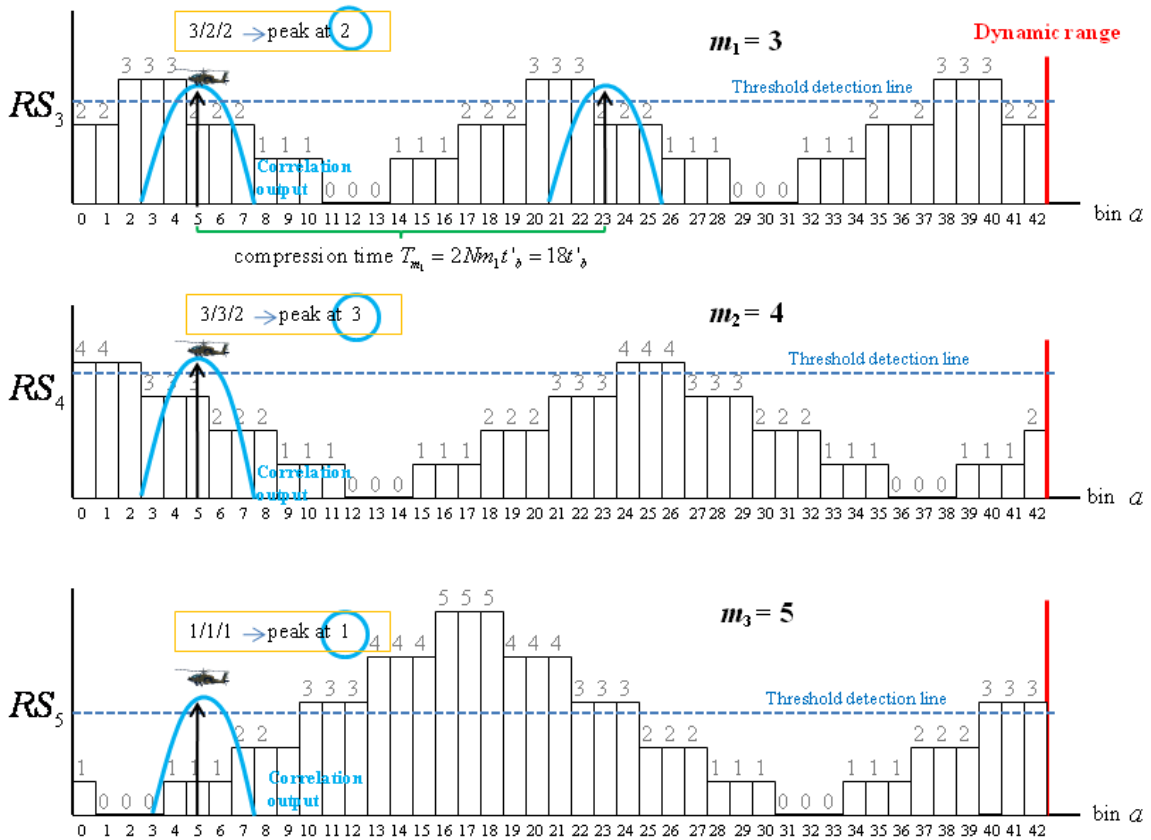 3/2/2 → peak at 2
m₁ = 3
Dynamic range
3 3 3 3 3 3 3 3 3
Threshold detection line
RS₃
2 2 2 2 2 2 2 2 2 2 2 2 2 2 2
1 1 1 1 1 1 1 1 1 1 1 1
Correlation
output
0 0 0 0 0 0
0 1 2 3 4 5 6 7 8 9 10 11 12 13 14 15 16 17 18 19 20 21 22 23 24 25 26 27 28 29 30 31 32 33 34 35 36 37 38 39 40 41 42
bin a
compression time Tₘ₁ = 2Nm₁t'b = 18t'b
3/3/2 → peak at 3
m₂ = 4
4 4 4 4 4
Threshold detection line
RS₄
3 3 3 3 3 3 3 3 3
2 2 2 2 2 2 2 2 2 2
1 1 1 1 1 1 1 1 1 1 1 1
Correlation
output
0 0 0 0 0 0
0 1 2 3 4 5 6 7 8 9 10 11 12 13 14 15 16 17 18 19 20 21 22 23 24 25 26 27 28 29 30 31 32 33 34 35 36 37 38 39 40 41 42
bin a
5 5 5
1/1/1 → peak at 1
m₃ = 5
4 4 4 4 4 4
3 3 3 3 3 3 3 3 3
Threshold detection line
RS₅
2 2 2 2 2 2 2 2
1 1 1 1 1 1 1 1 1 1
Correlation
output
0 0 0 0 0 0
0 1 2 3 4 5 6 7 8 9 10 11 12 13 14 15 16 17 18 19 20 21 22 23 24 25 26 27 28 29 30 31 32 33 34 35 36 37 38 39 40 41 42
bin a